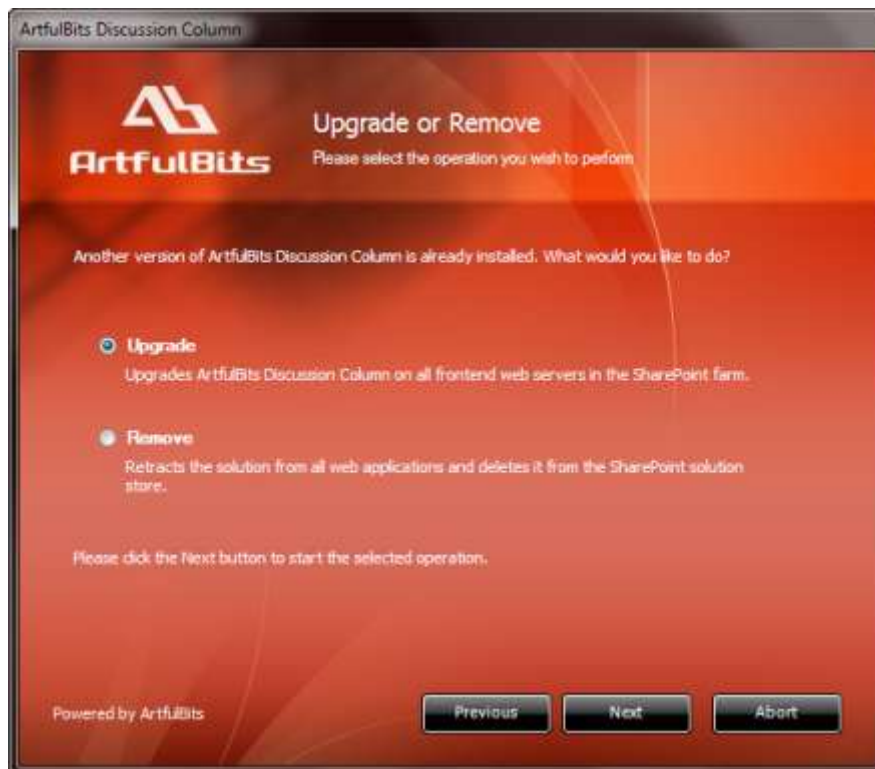 ArtfulBits Discussion Column
ArtfulBits
Upgrade or Remove
Please select the operation you wish to perform
Another version of ArtfulBits Discussion Column is already installed. What would you like to do?
Upgrade
Upgrades ArtfulBits Discussion Column on all frontend web servers in the SharePoint farm.
Remove
Retracts the solution from all web applications and deletes it from the SharePoint solution
store.
Please click the Next button to start the selected operation.
Powered by ArtfulBits
Previous
Next
Abort